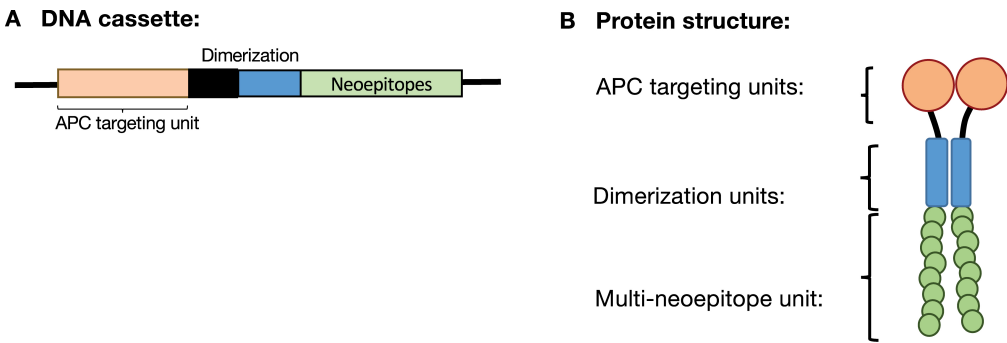 A DNA cassette:
Dimerization
Neoepitopes
APC targeting unit
B Protein structure:
APC targeting units:
Dimerization units:
Multi-neoepitope unit: